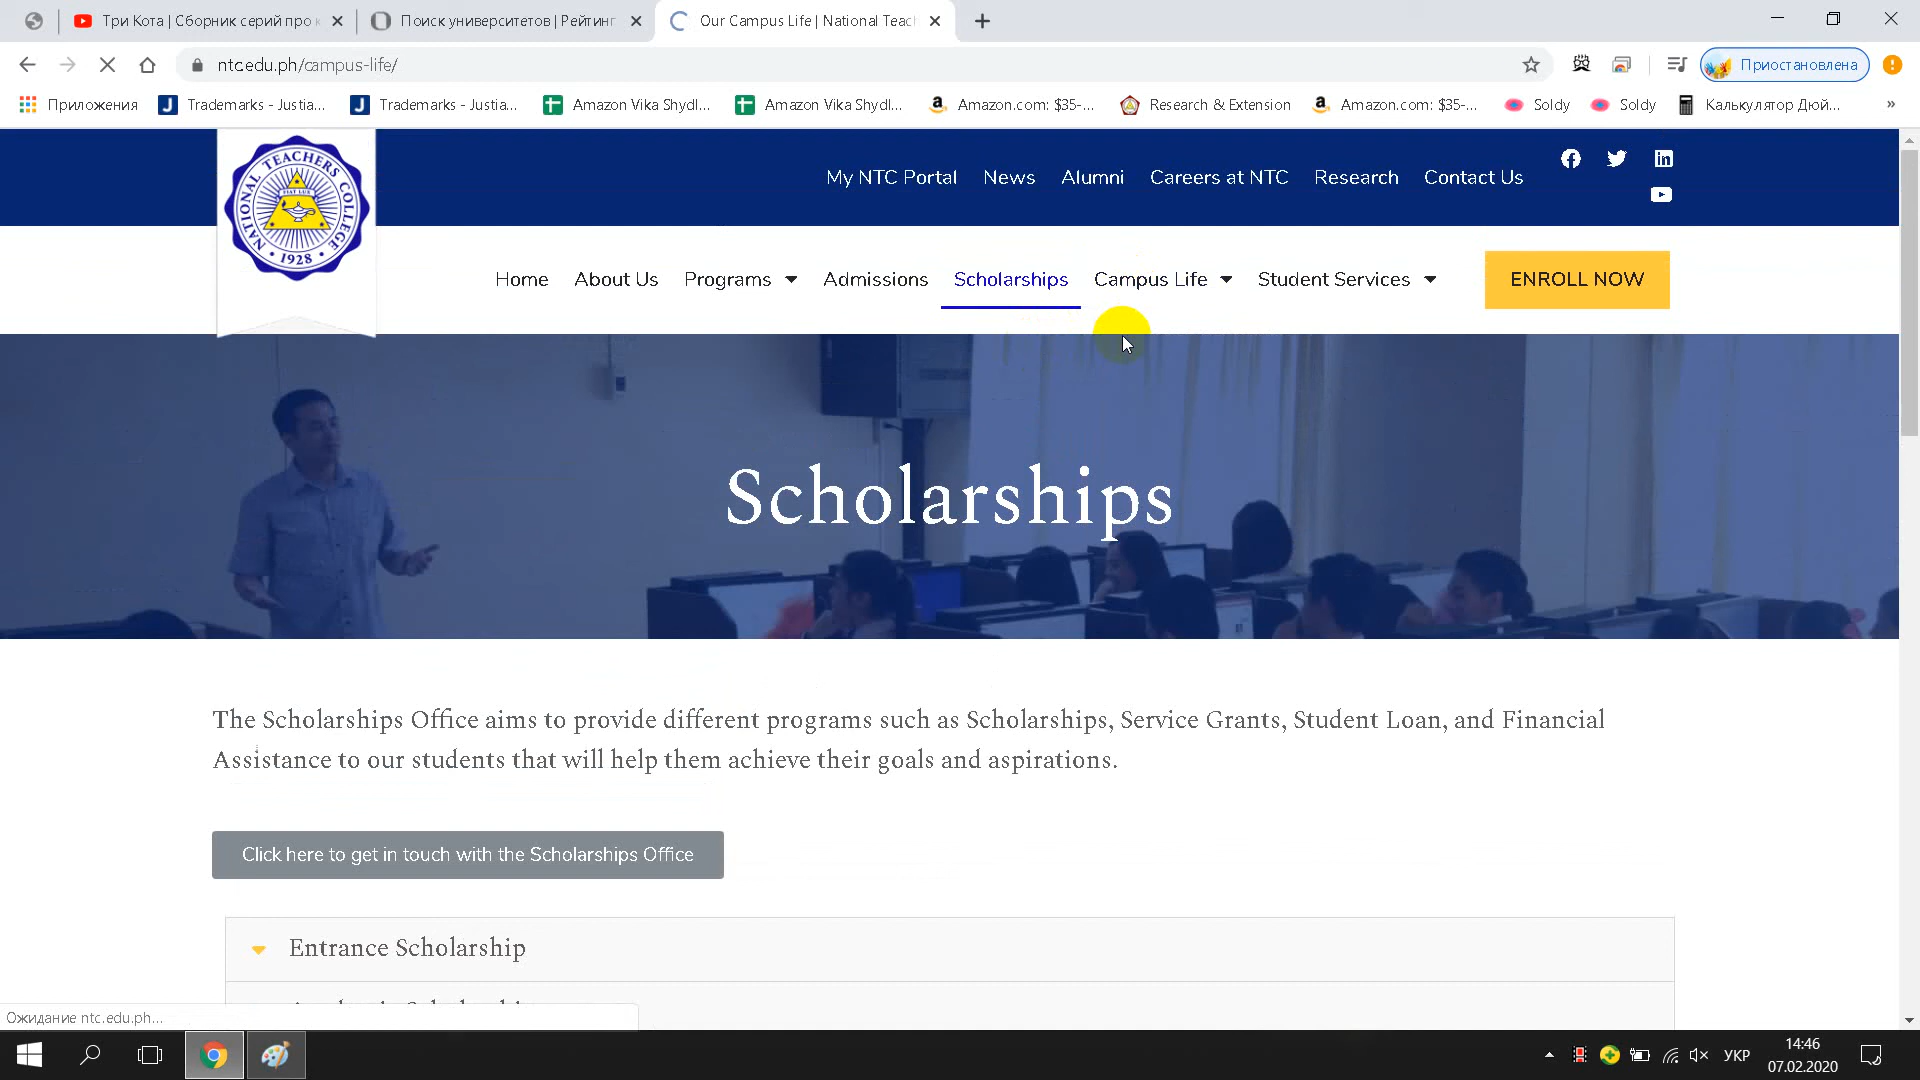 Три Кота | Сборник серий про к
Поиск университетов | Рейтинг
Our Campus Life | National Teac
ntc.edu.ph/campus-life/
Приостановлена
Приложения
Trademarks - Justia...
Trademarks - Justia...
Amazon Vika Shydl...
Amazon Vika Shydl...
Amazon.com: $35-...
Research & Extension
Amazon.com: $35-...
Soldy
Soldy
Калькулятор Дюй...
»
NATIONAL TEACHERS COLLEGE
FIAT LUX
• 1928 •
My NTC Portal
News
Alumni
Careers at NTC
Research
Contact Us
Home
About Us
Programs
Admissions
Scholarships
Campus Life
Student Services
ENROLL NOW
Scholarships
The Scholarships Office aims to provide different programs such as Scholarships, Service Grants, Student Loan, and Financial
Assistance to our students that will help them achieve their goals and aspirations.
Click here to get in touch with the Scholarships Office
Entrance Scholarship
Ожидание ntc.edu.ph...
УКР
14:46
07.02.2020